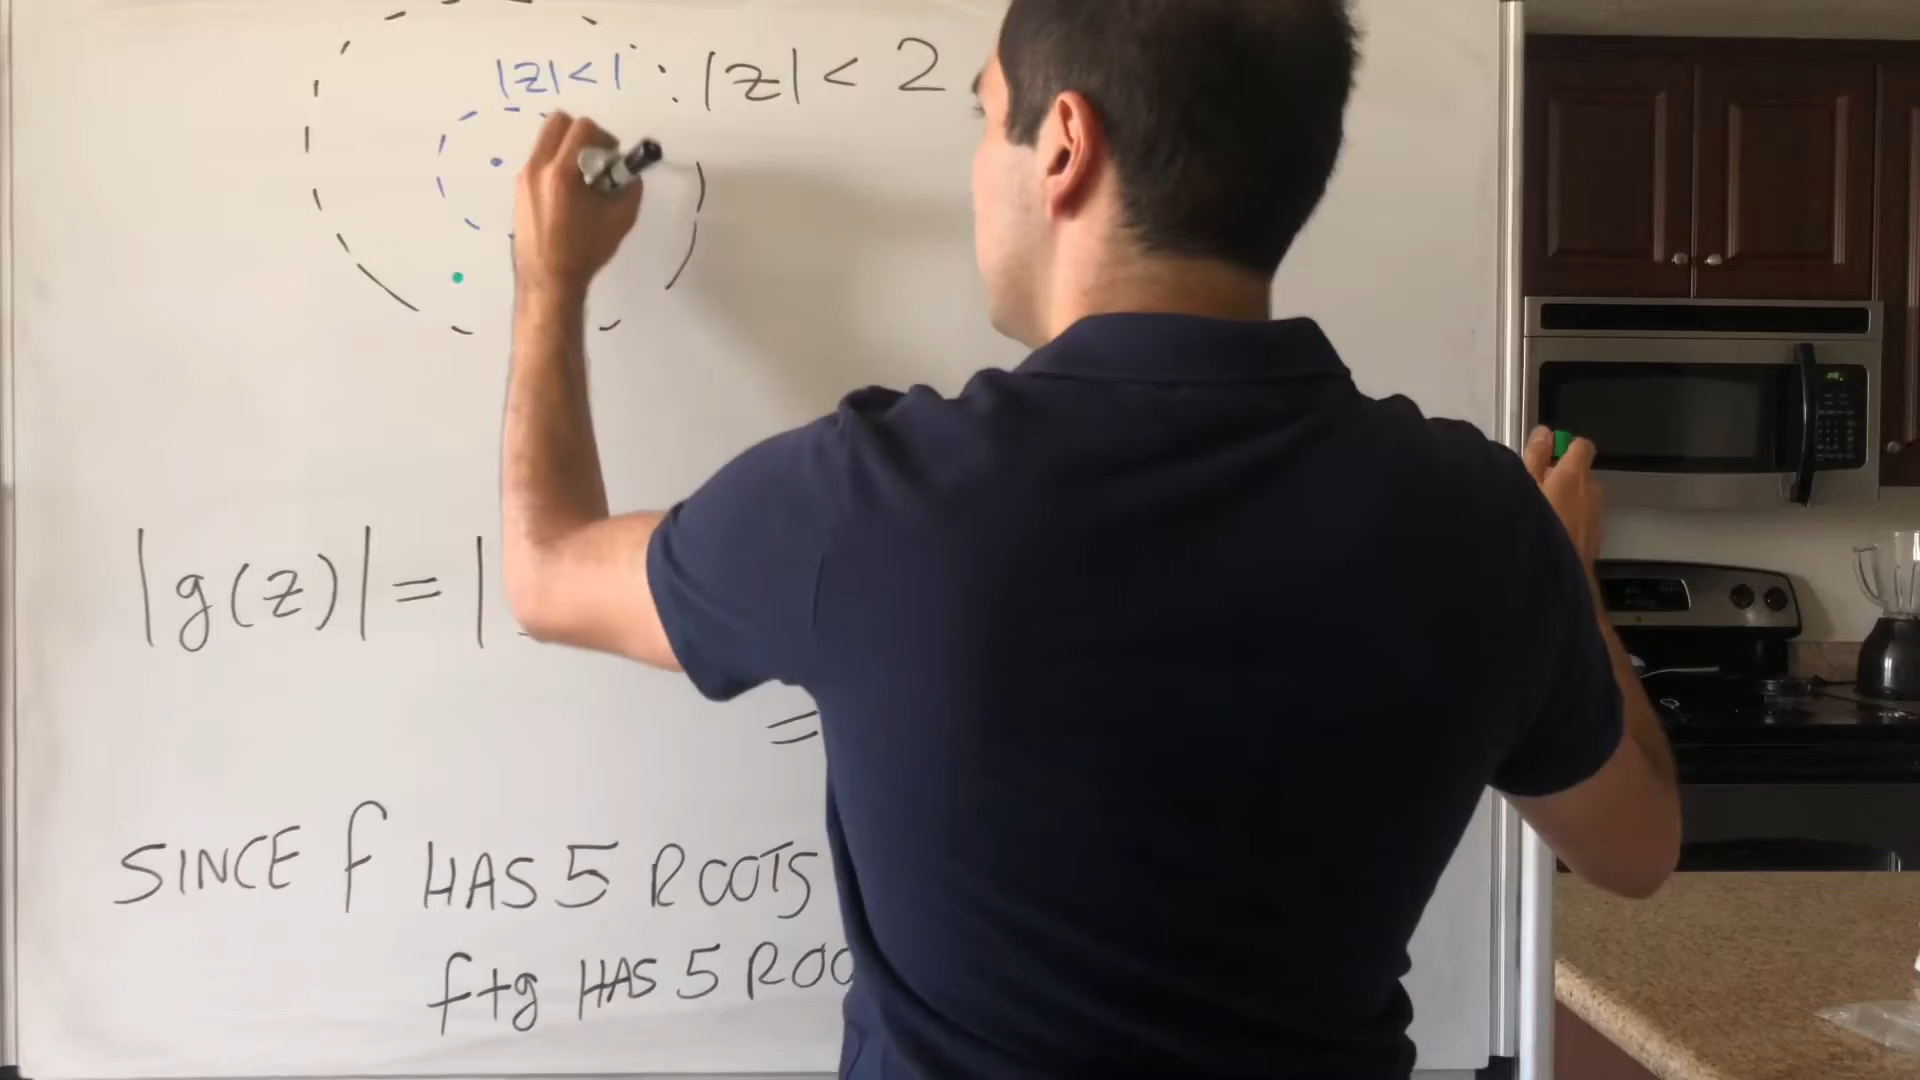 |z|<1 : |z| < 2
|g(z)| = |
=
SINCE f HAS 5 ROOTS
f+g HAS 5 ROO